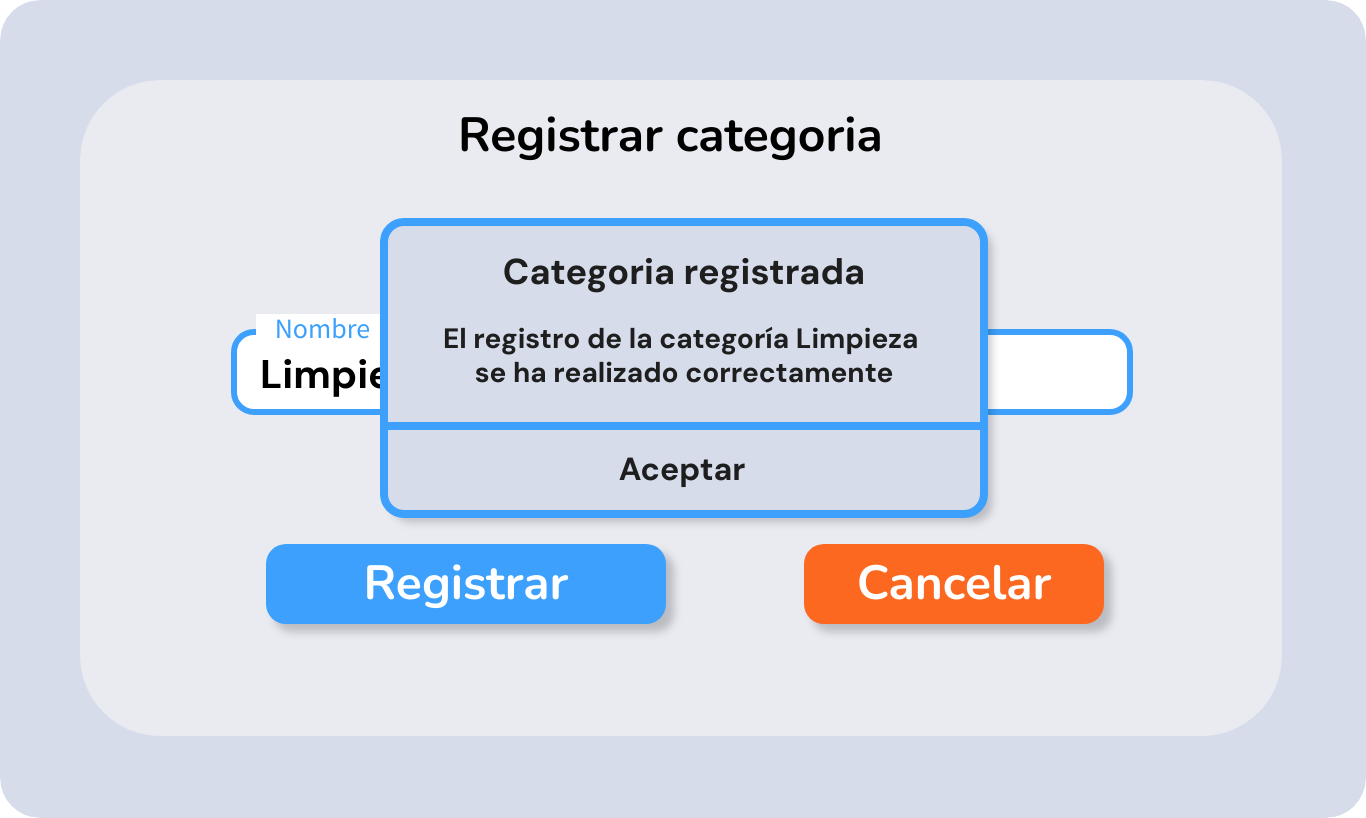 Registrar categoria
Categoria registrada
Nombre
El registro de la categoría Limpieza
se ha realizado correctamente
Limpie
Aceptar
Registrar
Cancelar